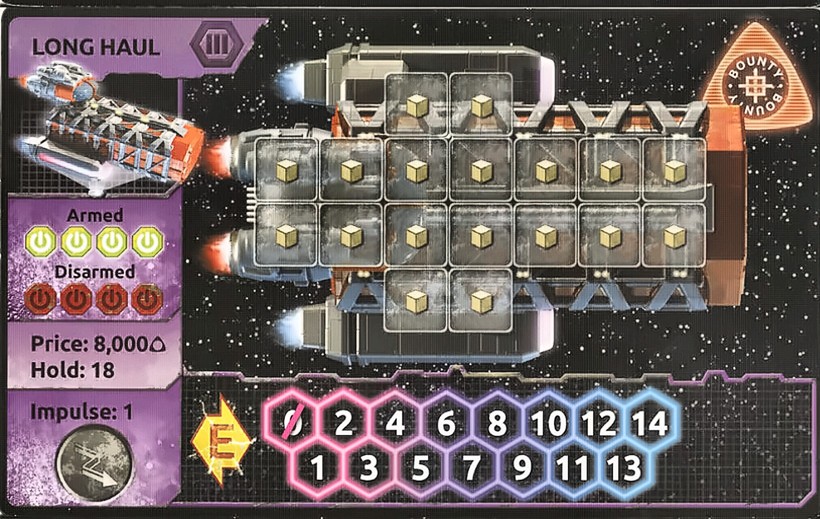 LONG HAUL
III
BOUNTY BOUNTY
Armed
Disarmed
Price: 8,000
Hold: 18
Impulse: 1
E
0 2 4 6 8 10 12 14
1 3 5 7 9 11 13